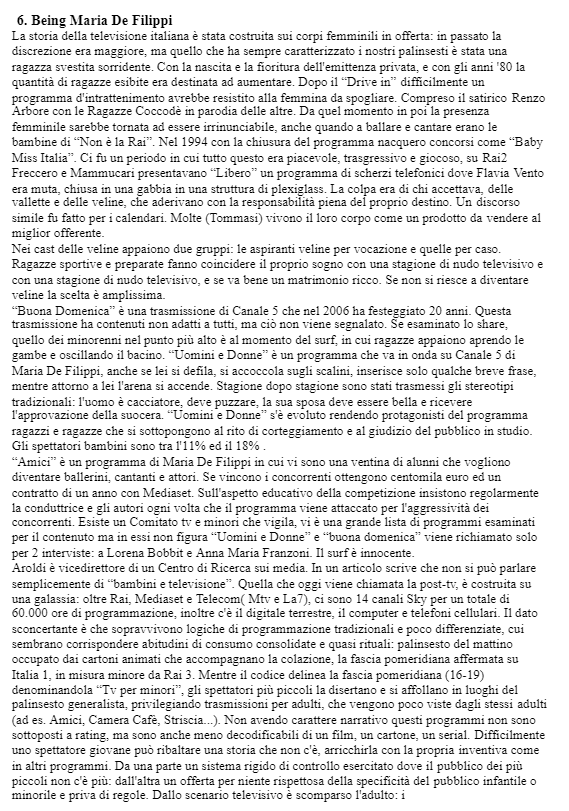 6. Being Maria De Filippi
La storia della televisione italiana è stata costruita sui corpi femminili in offerta: in passato la
discrezione era maggiore, ma quello che ha sempre caratterizzato i nostri palinsesti è stata una
ragazza svestita sorridente. Con la nascita e la fioritura dell'emittenza privata, e con gli anni '80 la
quantità di ragazze esibite era destinata ad aumentare. Dopo il “Drive in” difficilmente un
programma d'intrattenimento avrebbe resistito alla femmina da spogliare. Compreso il satirico Renzo
Arbore con le Ragazze Coccodè in parodia delle altre. Da quel momento in poi la presenza
femminile sarebbe tornata ad essere irrinunciabile, anche quando a ballare e cantare erano le
bambine di “Non è la Rai”. Nel 1994 con la chiusura del programma nacquero concorsi come “Baby
Miss Italia”. Ci fu un periodo in cui tutto questo era piacevole, trasgressivo e giocoso, su Rai2
Freccero e Mammucari presentavano “Libero” un programma di scherzi telefonici dove Flavia Vento
era muta, chiusa in una gabbia in una struttura di plexiglass. La colpa era di chi accettava, delle
vallette e delle veline, che aderivano con la responsabilità piena del proprio destino. Un discorso
simile fu fatto per i calendari. Molte (Tommasi) vivono il loro corpo come un prodotto da vendere al
miglior offerente.
Nei cast delle veline appaiono due gruppi: le aspiranti veline per vocazione e quelle per caso.
Ragazze sportive e preparate fanno coincidere il proprio sogno con una stagione di nudo televisivo e
con una stagione di nudo televisivo, e se va bene un matrimonio ricco. Se non si riesce a diventare
veline la scelta è amplissima.
“Buona Domenica” è una trasmissione di Canale 5 che nel 2006 ha festeggiato 20 anni. Questa
trasmissione ha contenuti non adatti a tutti, ma ciò non viene segnalato. Se esaminato lo share,
quello dei minorenni nel punto più alto è al momento del surf, in cui ragazze appaiono aprendo le
gambe e oscillando il bacino. “Uomini e Donne” è un programma che va in onda su Canale 5 di
Maria De Filippi, anche se lei si defila, si accoccola sugli scalini, inserisce solo qualche breve frase,
mentre attorno a lei l'arena si accende. Stagione dopo stagione sono stati trasmessi gli stereotipi
tradizionali: l'uomo è cacciatore, deve puzzare, la sua sposa deve essere bella e ricevere
l'approvazione della suocera. “Uomini e Donne” s'è evoluto rendendo protagonisti del programma
ragazzi e ragazze che si sottopongono al rito di corteggiamento e al giudizio del pubblico in studio.
Gli spettatori bambini sono tra l'11% ed il 18% .
“Amici” è un programma di Maria De Filippi in cui vi sono una ventina di alunni che vogliono
diventare ballerini, cantanti e attori. Se vincono i concorrenti ottengono centomila euro ed un
contratto di un anno con Mediaset. Sull'aspetto educativo della competizione insistono regolarmente
la conduttrice e gli autori ogni volta che il programma viene attaccato per l'aggressività dei
concorrenti. Esiste un Comitato tv e minori che vigila, vi è una grande lista di programmi esaminati
per il contenuto ma in essi non figura “Uomini e Donne” e “buona domenica” viene richiamato solo
per 2 interviste: a Lorena Bobbit e Anna Maria Franzoni. Il surf è innocente.
Aroldi è vicedirettore di un Centro di Ricerca sui media. In un articolo scrive che non si può parlare
semplicemente di “bambini e televisione”. Quella che oggi viene chiamata la post-tv, è costruita su
una galassia: oltre Rai, Mediaset e Telecom( Mtv e La7), ci sono 14 canali Sky per un totale di
60.000 ore di programmazione, inoltre c'è il digitale terrestre, il computer e telefoni cellulari. Il dato
sconcertante è che sopravvivono logiche di programmazione tradizionali e poco differenziate, cui
sembrano corrispondere abitudini di consumo consolidate e quasi rituali: palinsesto del mattino
occupato dai cartoni animati che accompagnano la colazione, la fascia pomeridiana affermata su
Italia 1, in misura minore da Rai 3. Mentre il codice delinea la fascia pomeridiana (16-19)
denominandola “Tv per minori”, gli spettatori più piccoli la disertano e si affollano in luoghi del
palinsesto generalista, privilegiando trasmissioni per adulti, che vengono poco viste dagli stessi adulti
(ad es. Amici, Camera Cafè, Striscia...). Non avendo carattere narrativo questi programmi non sono
sottoposti a rating, ma sono anche meno decodificabili di un film, un cartone, un serial. Difficilmente
uno spettatore giovane può ribaltare una storia che non c'è, arricchirla con la propria inventiva come
in altri programmi. Da una parte un sistema rigido di controllo esercitato dove il pubblico dei più
piccoli non c'è più: dall'altra un offerta per niente rispettosa della specificità del pubblico infantile o
minorile e priva di regole. Dallo scenario televisivo è scomparso l'adulto: i